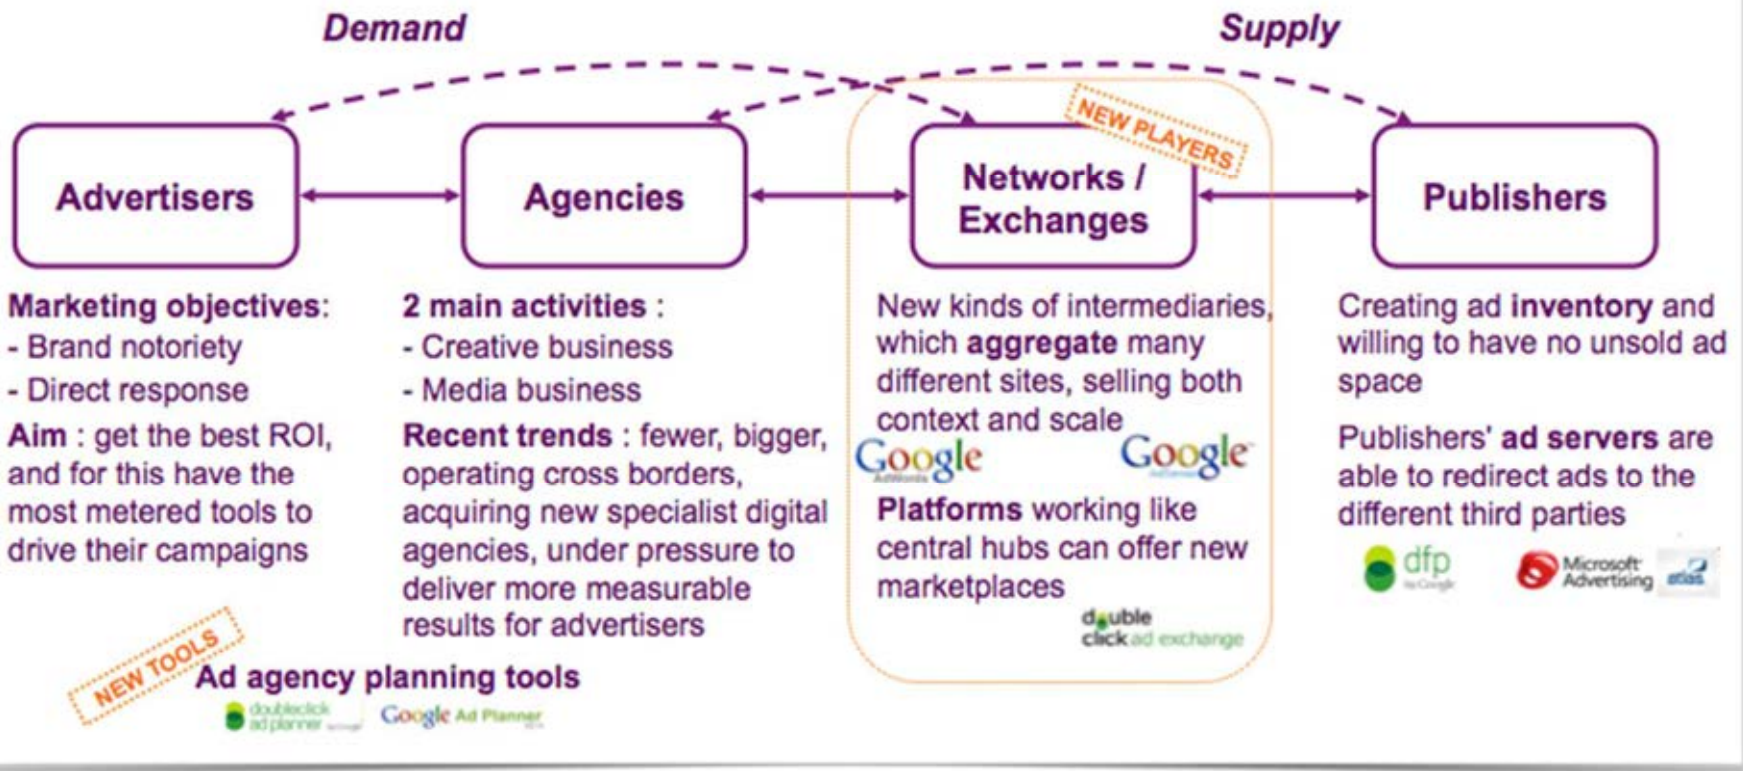 Demand
Supply
NEW PLAYERS
Advertisers
Agencies
Networks /
Exchanges
Publishers
Marketing objectives:
- Brand notoriety
- Direct response
Aim : get the best ROI,
and for this have the
most metered tools to
drive their campaigns
2 main activities :
- Creative business
- Media business
Recent trends : fewer, bigger,
operating cross borders,
acquiring new specialist digital
agencies, under pressure to
deliver more measurable
results for advertisers
New kinds of intermediaries,
which aggregate many
different sites, selling both
context and scale
Google
AdWords
Google
Platforms working like
central hubs can offer new
marketplaces
double
click ad exchange
Creating ad inventory and
willing to have no unsold ad
space
Publishers' ad servers are
able to redirect ads to the
different third parties
dfp
by Google
Microsoft
Advertising
atlas
NEW TOOLS
Ad agency planning tools
doubleclick
ad planner
Google Ad Planner